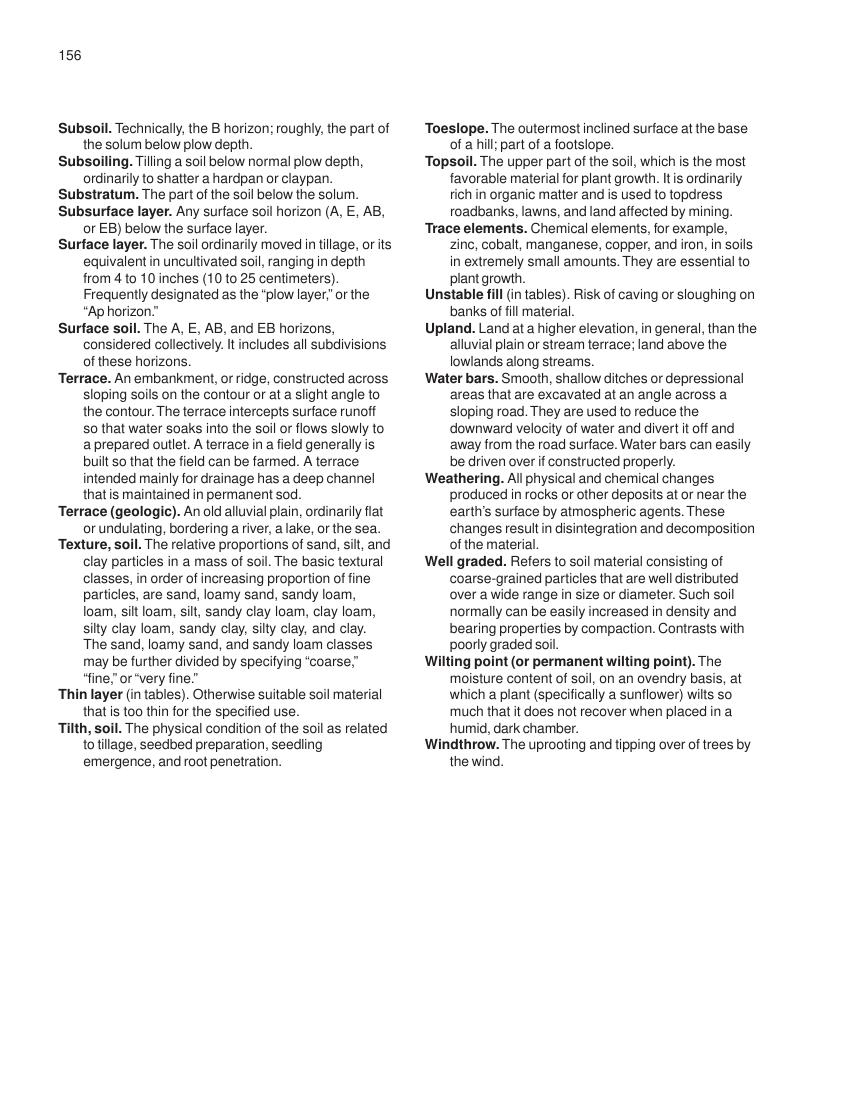 156
Subsoil. Technically, the B horizon; roughly, the part of
the solum below plow depth.
Subsoiling. Tilling a soil below normal plow depth,
ordinarily to shatter a hardpan or claypan.
Substratum. The part of the soil below the solum.
Subsurface layer. Any surface soil horizon (A, E, AB,
or EB) below the surface layer.
Surface layer. The soil ordinarily moved in tillage, or its
equivalent in uncultivated soil, ranging in depth
from 4 to 10 inches (10 to 25 centimeters).
Frequently designated as the “plow layer,” or the
“Ap horizon.”
Surface soil. The A, E, AB, and EB horizons,
considered collectively. It includes all subdivisions
of these horizons.
Terrace. An embankment, or ridge, constructed across
sloping soils on the contour or at a slight angle to
the contour. The terrace intercepts surface runoff
so that water soaks into the soil or flows slowly to
a prepared outlet. A terrace in a field generally is
built so that the field can be farmed. A terrace
intended mainly for drainage has a deep channel
that is maintained in permanent sod.
Terrace (geologic). An old alluvial plain, ordinarily flat
or undulating, bordering a river, a lake, or the sea.
Texture, soil. The relative proportions of sand, silt, and
clay particles in a mass of soil. The basic textural
classes, in order of increasing proportion of fine
particles, are sand, loamy sand, sandy loam,
loam, silt loam, silt, sandy clay loam, clay loam,
silty clay loam, sandy clay, silty clay, and clay.
The sand, loamy sand, and sandy loam classes
may be further divided by specifying “coarse,”
“fine,” or “very fine.”
Thin layer (in tables). Otherwise suitable soil material
that is too thin for the specified use.
Tilth, soil. The physical condition of the soil as related
to tillage, seedbed preparation, seedling
emergence, and root penetration.
Toeslope. The outermost inclined surface at the base
of a hill; part of a footslope.
Topsoil. The upper part of the soil, which is the most
favorable material for plant growth. It is ordinarily
rich in organic matter and is used to topdress
roadbanks, lawns, and land affected by mining.
Trace elements. Chemical elements, for example,
zinc, cobalt, manganese, copper, and iron, in soils
in extremely small amounts. They are essential to
plant growth.
Unstable fill (in tables). Risk of caving or sloughing on
banks of fill material.
Upland. Land at a higher elevation, in general, than the
alluvial plain or stream terrace; land above the
lowlands along streams.
Water bars. Smooth, shallow ditches or depressional
areas that are excavated at an angle across a
sloping road. They are used to reduce the
downward velocity of water and divert it off and
away from the road surface. Water bars can easily
be driven over if constructed properly.
Weathering. All physical and chemical changes
produced in rocks or other deposits at or near the
earth’s surface by atmospheric agents. These
changes result in disintegration and decomposition
of the material.
Well graded. Refers to soil material consisting of
coarse-grained particles that are well distributed
over a wide range in size or diameter. Such soil
normally can be easily increased in density and
bearing properties by compaction. Contrasts with
poorly graded soil.
Wilting point (or permanent wilting point). The
moisture content of soil, on an ovendry basis, at
which a plant (specifically a sunflower) wilts so
much that it does not recover when placed in a
humid, dark chamber.
Windthrow. The uprooting and tipping over of trees by
the wind.